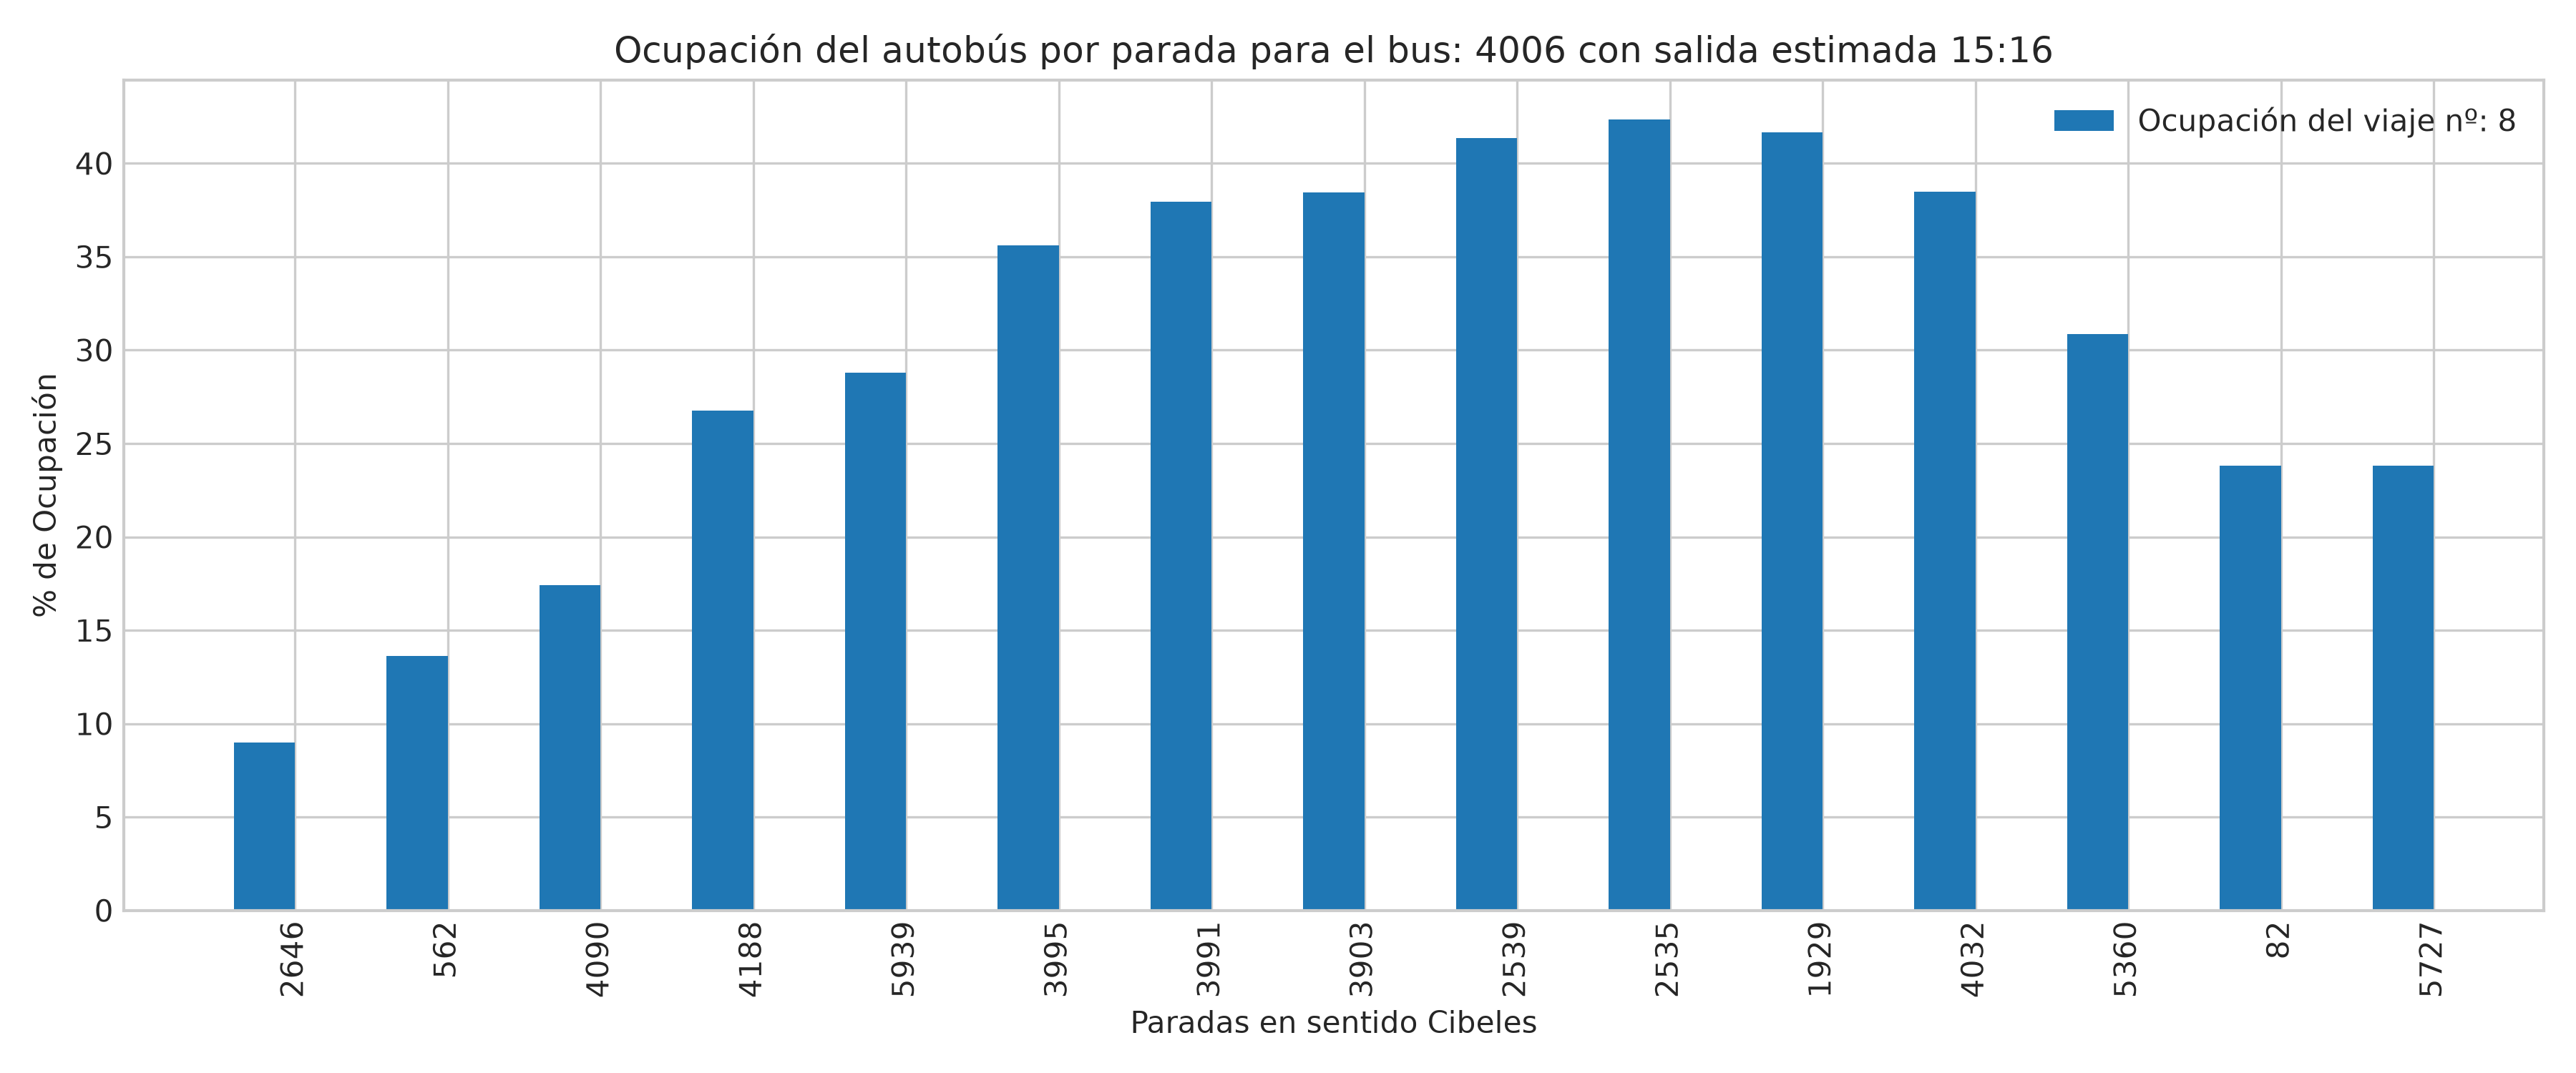 Ocupación del autobús por parada para el bus: 4006 con salida estimada 15:16
Ocupación del viaje nº: 8
% de Ocupación
40
35
30
25
20
15
10
5
0
2646 562 4090 4188 5939 3995 3991 3903 2539 2535 1929 4032 5360 82 5727
Paradas en sentido Cibeles